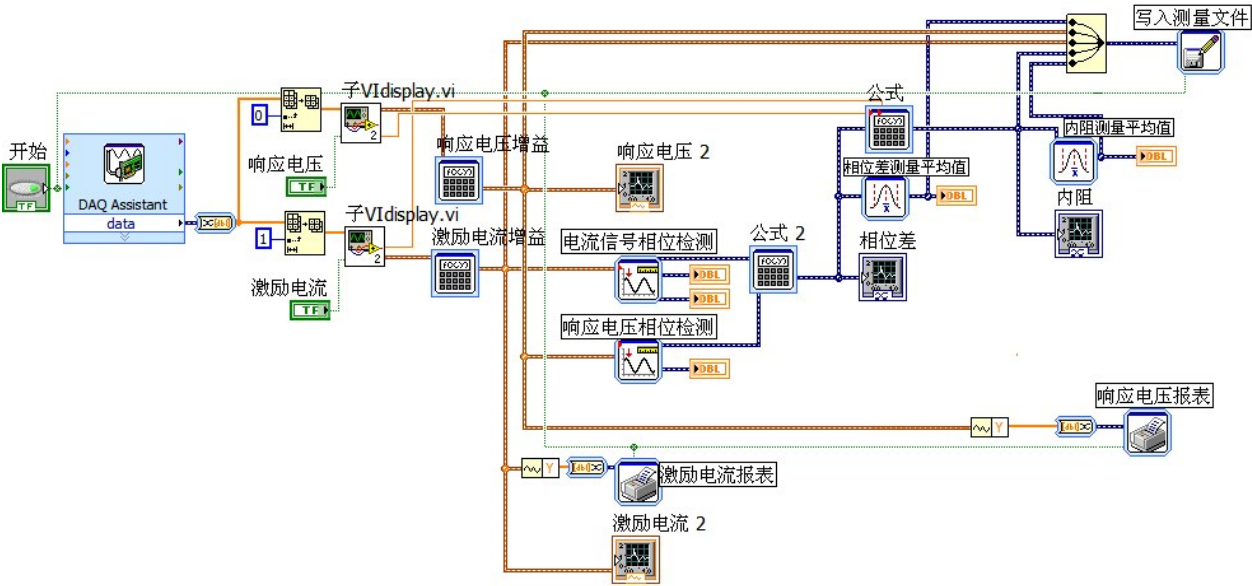 写入测量文件
子VIdisplay.vi
公式
0
2
开始
内阻测量平均值
响应电压
响应电压增益
响应电压 2
相位差测量平均值
DBL
TF
DAQ Assistant
data
TF
DBL
内阻
子VIdisplay.vi
1
2
激励电流增益
电流信号相位检测
公式 2
相位差
DBL
DBL
激励电流
TF
响应电压相位检测
DBL
响应电压报表
Y
Y
激励电流报表
激励电流 2